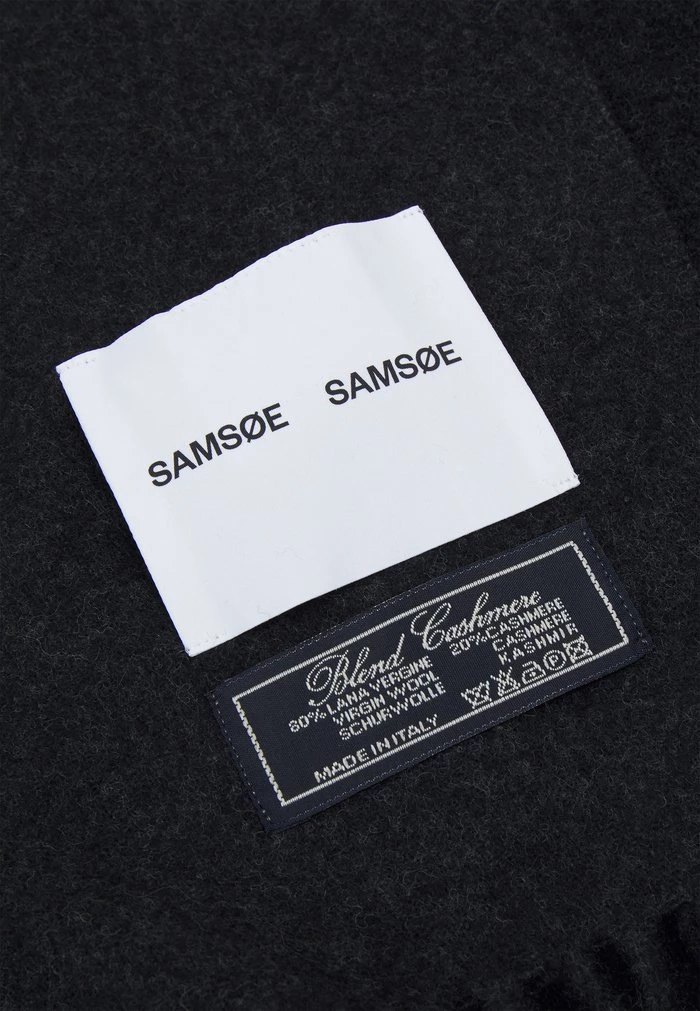 SAMSØE SAMSØE
Blend Cashmere
80% LANA VERGINE
VIRGIN WOOL
SCHURWOLLE
20% CASHMERE
CASHMERE
KASHMIR
MADE IN ITALY